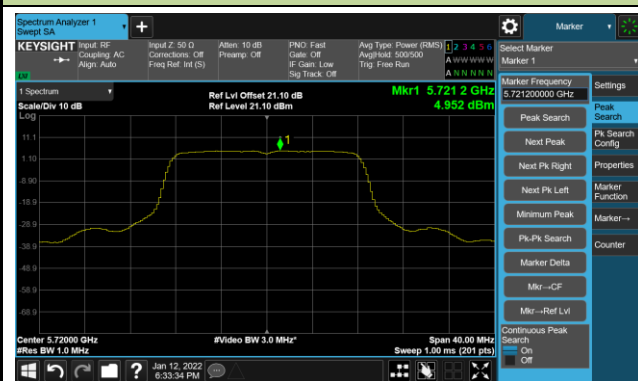 Spectrum Analyzer 1
Swept SA
+
Marker
KEYSIGHT
Input: RF
Coupling: AC
Align: Auto
Input Z: 50 Ω
Corrections: Off
Freq Ref: Int (S)
Atten: 10 dB
Preamp: Off
PNO: Fast
Gate: Off
IF Gain: Low
Sig Track: Off
Avg Type: Power (RMS)
Avg|Hold: 500/500
Trig: Free Run
1 2 3 4 5 6
A W W W W W
A N N N N N
LXI
Select Marker
Marker 1
1 Spectrum
Scale/Div 10 dB
Log
Ref Lvl Offset 21.10 dB
Ref Level 21.10 dBm
Mkr1 5.721 2 GHz
4.952 dBm
1
11.1
1.10
-8.90
-18.9
-28.9
-38.9
-48.9
-58.9
-68.9
Center 5.72000 GHz
#Res BW 1.0 MHz
#Video BW 3.0 MHz*
Span 40.00 MHz
Sweep 1.00 ms (201 pts)
Marker Frequency
5.721200000 GHz
Peak Search
Next Peak
Next Pk Right
Next Pk Left
Minimum Peak
Pk-Pk Search
Marker Delta
Mkr→CF
Mkr→Ref Lvl
Continuous Peak
Search
On
Off
Settings
Peak
Search
Pk Search
Config
Properties
Marker
Function
Marker→
Counter
?
Jan 12, 2022
6:33:34 PM